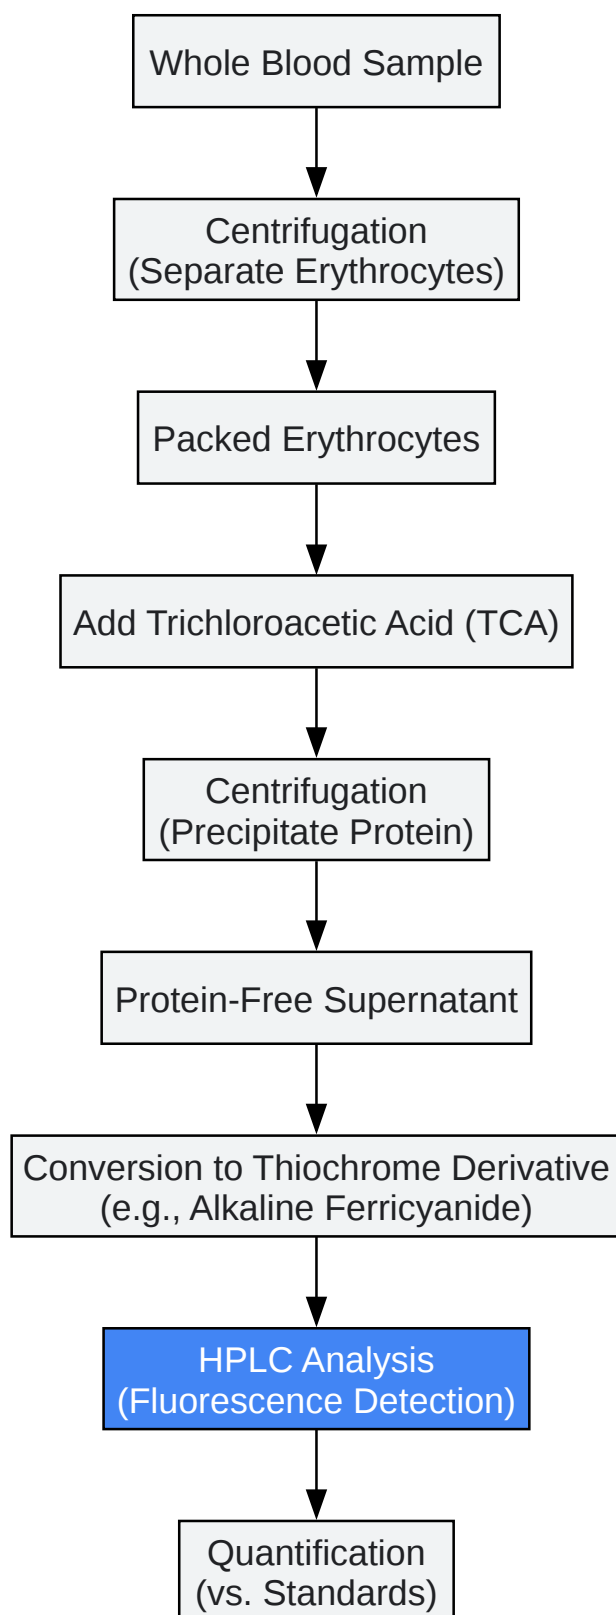 Whole Blood Sample
Centrifugation
(Separate Erythrocytes)
Packed Erythrocytes
Add Trichloroacetic Acid (TCA)
Centrifugation
(Precipitate Protein)
Protein-Free Supernatant
Conversion to Thiochrome Derivative
(e.g., Alkaline Ferricyanide)
HPLC Analysis
(Fluorescence Detection)
Quantification
(vs. Standards)